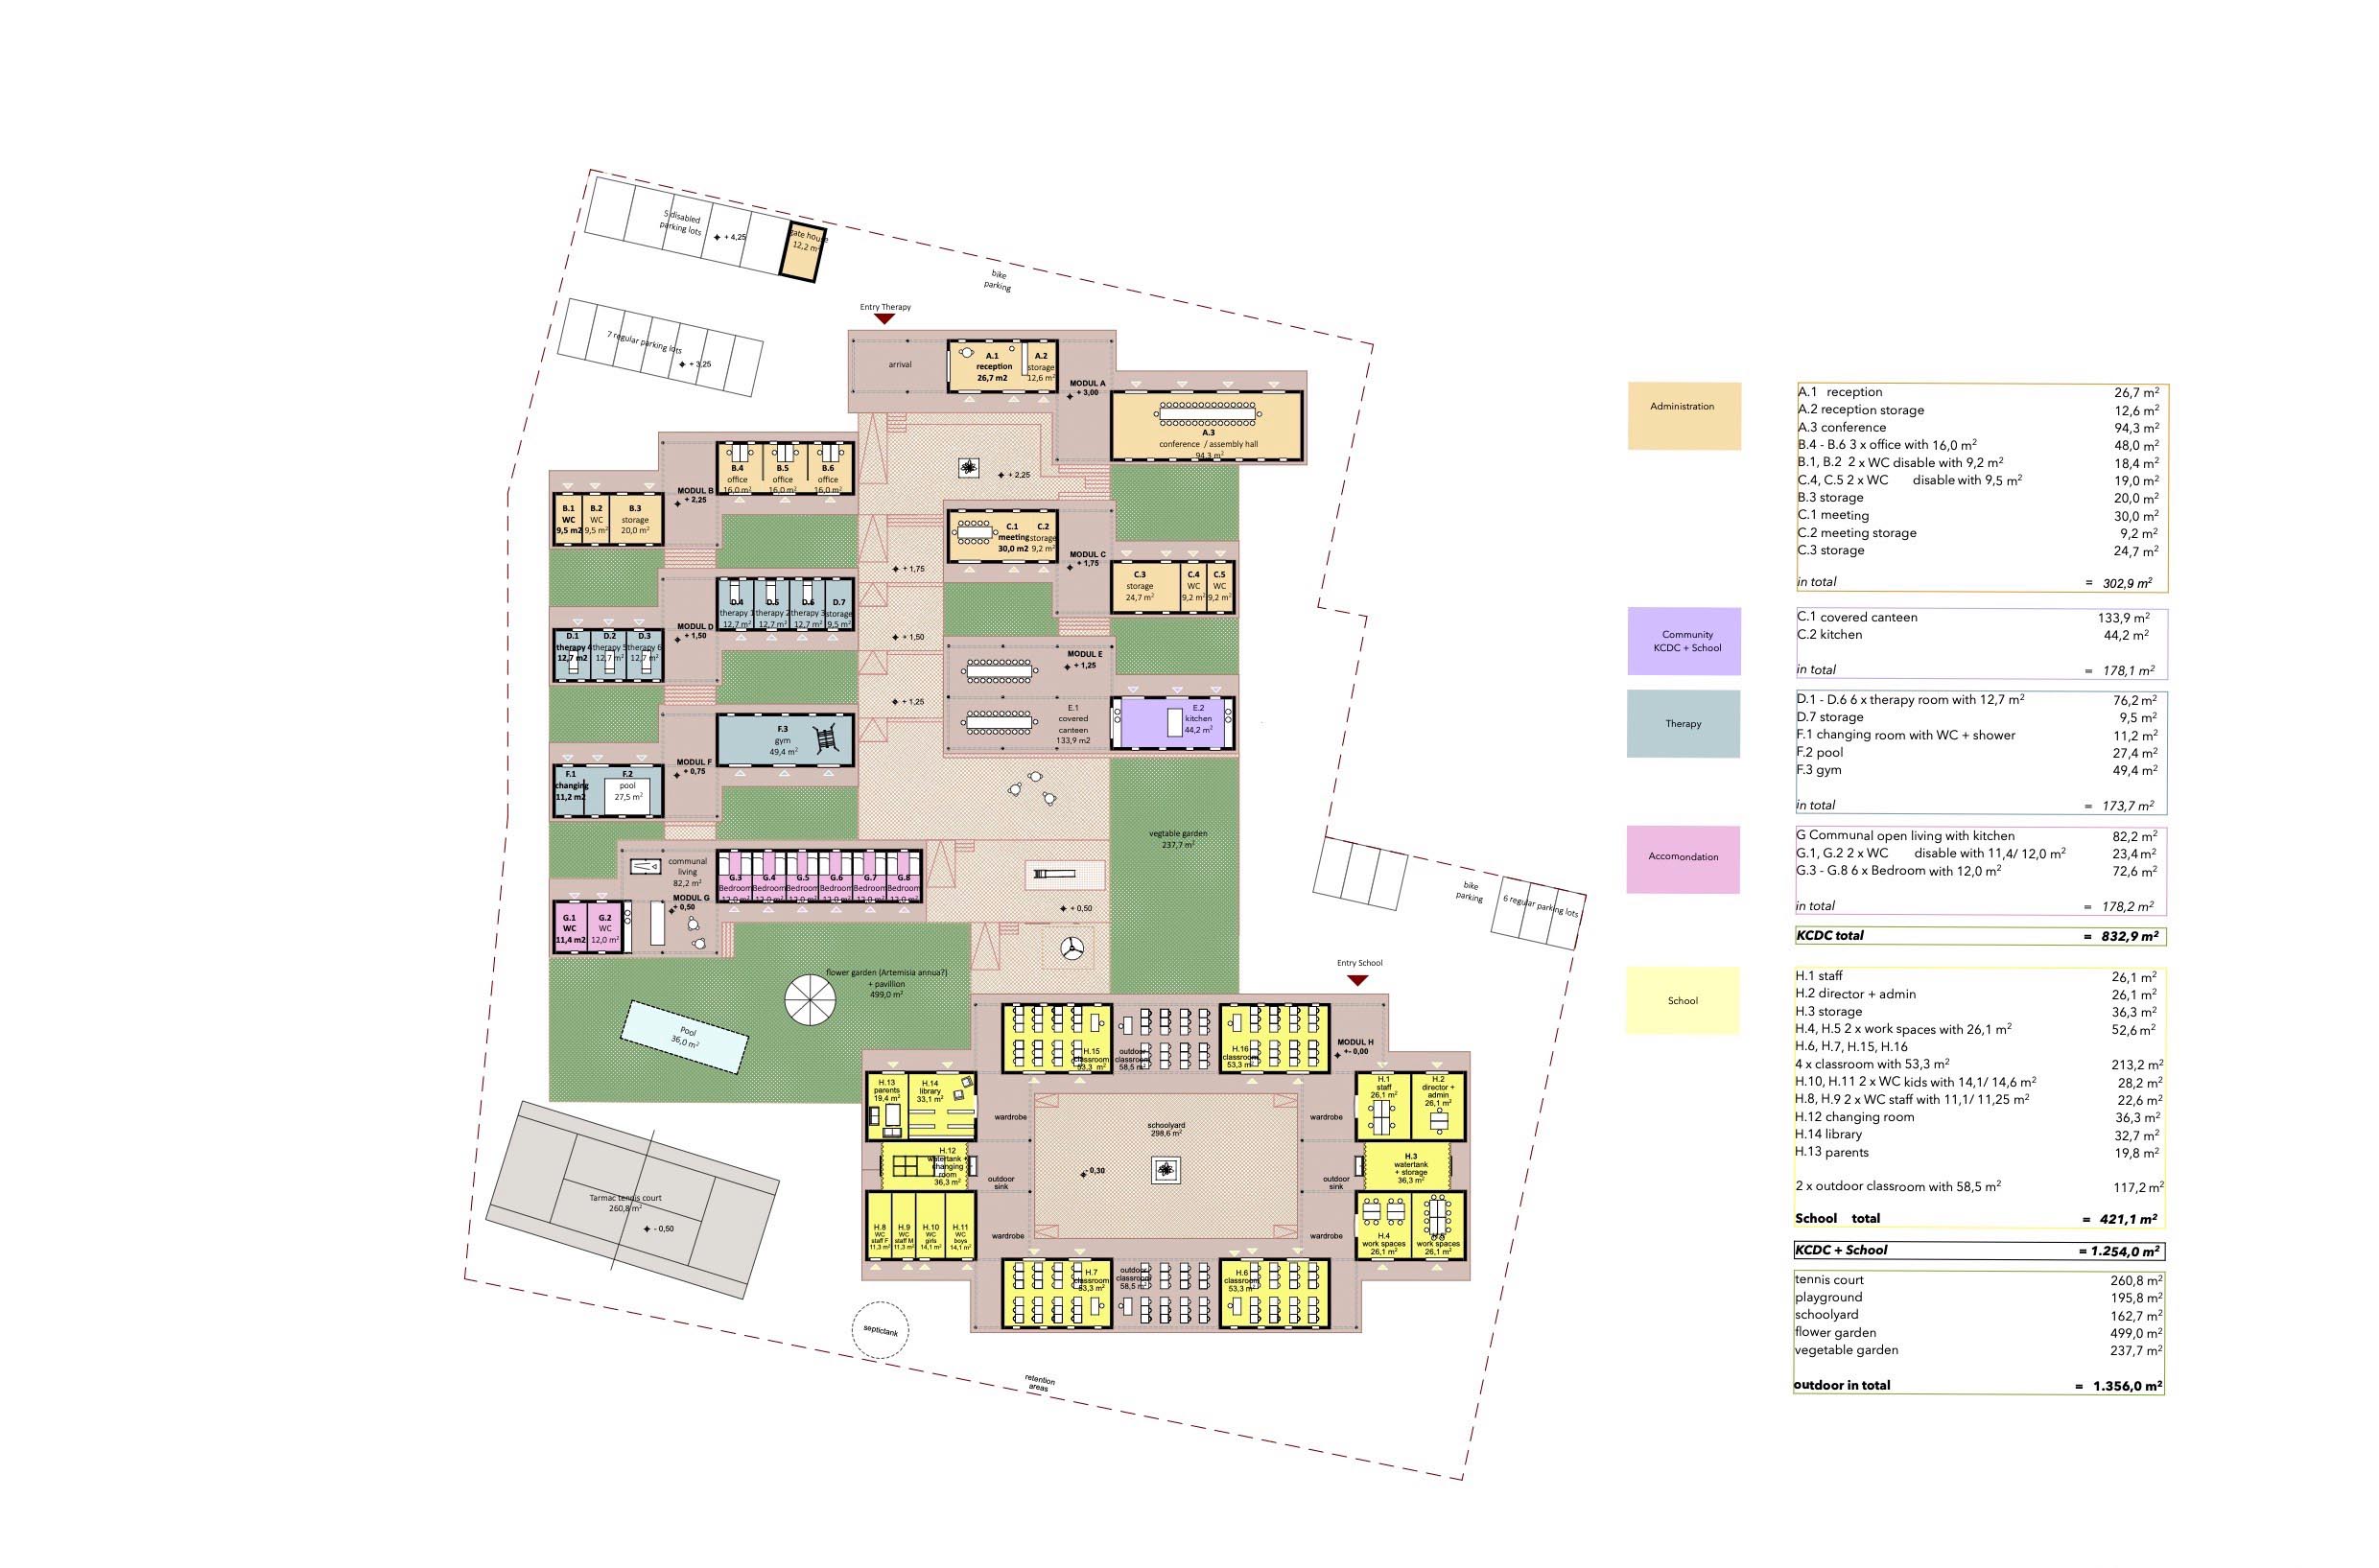 5 disabled
parking lots
+ 4,25
gate house
12,2 m²
bike
parking
7 regular parking lots
+ 3,25
Entry Therapy
arrival
A.1
reception
26,7 m2
A.2
storage
12,6 m²
MODUL A
+ 3,00
A.3
conference / assembly hall
94,3 m²
B.4
office
16,0 m²
B.5
office
16,0 m²
B.6
office
16,0 m²
MODUL B
+ 2,25
+ 2,25
B.1
WC
9,5 m2
B.2
WC
9,5 m²
B.3
storage
20,0 m²
C.1
meeting
30,0 m2
C.2
storage
9,2 m²
MODUL C
+ 1,75
+ 1,75
C.3
storage
24,7 m²
C.4
WC
9,2 m²
C.5
WC
9,2 m²
D.4
therapy 1
12,7 m²
D.5
therapy 2
12,7 m²
D.6
therapy 3
12,7 m²
D.7
storage
9,5 m²
MODUL D
+ 1,50
+ 1,50
D.1
therapy 4
12,7 m2
D.2
therapy 5
12,7 m²
D.3
therapy 6
12,7 m²
MODUL E
+ 1,25
+ 1,25
E.1
covered
canteen
133,9 m2
E.2
kitchen
44,2 m²
F.3
gym
49,4 m²
MODUL F
+ 0,75
F.1
changing
11,2 m2
F.2
pool
27,5 m²
vegtable garden
237,7 m²
communal
living
82,2 m²
MODUL G
+ 0,50
G.3
Bedroom
12,0 m²
G.4
Bedroom
12,0 m²
G.5
Bedroom
12,0 m²
G.6
Bedroom
12,0 m²
G.7
Bedroom
12,0 m²
G.8
Bedroom
12,0 m²
+ 0,50
G.1
WC
11,4 m2
G.2
WC
12,0 m²
bike
parking
6 regular parking lots
flower garden (Artemisia annua?)
+ pavillion
499,0 m²
Pool
36,0 m²
Entry School
H.15
classroom
53,3 m²
outdoor
classroom
58,5 m²
H.16
classroom
53,3 m²
MODUL H
+- 0,00
H.13
parents
19,4 m²
H.14
library
33,1 m²
wardrobe
schoolyard
298,6 m²
wardrobe
H.1
staff
26,1 m²
H.2
director +
admin
26,1 m²
H.12
watertank +
changing
room
36,3 m²
outdoor
sink
- 0,30
outdoor
sink
H.3
watertank
+ storage
36,3 m²
H.8
WC
staff F
11,3 m²
H.9
WC
staff M
11,3 m²
H.10
WC
girls
14,1 m²
H.11
WC
boys
14,1 m²
wardrobe
wardrobe
H.4
work spaces
26,1 m²
work spaces
26,1 m²
H.7
classroom
53,3 m²
outdoor
classroom
58,5 m²
H.6
classroom
53,3 m²
Tarmac tennis court
260,8 m²
- 0,50
septictank
retention
areas
Administration
A.1 reception 26,7 m²
A.2 reception storage 12,6 m²
A.3 conference 94,3 m²
B.4 - B.6 3 x office with 16,0 m² 48,0 m²
B.1, B.2 2 x WC disable with 9,2 m² 18,4 m²
C.4, C.5 2 x WC disable with 9,5 m² 19,0 m²
B.3 storage 20,0 m²
C.1 meeting 30,0 m²
C.2 meeting storage 9,2 m²
C.3 storage 24,7 m²
in total = 302,9 m²
Community
KCDC + School
C.1 covered canteen 133,9 m²
C.2 kitchen 44,2 m²
in total = 178,1 m²
Therapy
D.1 - D.6 6 x therapy room with 12,7 m² 76,2 m²
D.7 storage 9,5 m²
F.1 changing room with WC + shower 11,2 m²
F.2 pool 27,4 m²
F.3 gym 49,4 m²
in total = 173,7 m²
Accomondation
G Communal open living with kitchen 82,2 m²
G.1, G.2 2 x WC disable with 11,4/ 12,0 m² 23,4 m²
G.3 - G.8 6 x Bedroom with 12,0 m² 72,6 m²
in total = 178,2 m²
KCDC total = 832,9 m²
School
H.1 staff 26,1 m²
H.2 director + admin 26,1 m²
H.3 storage 36,3 m²
H.4, H.5 2 x work spaces with 26,1 m² 52,6 m²
H.6, H.7, H.15, H.16
4 x classroom with 53,3 m² 213,2 m²
H.10, H.11 2 x WC kids with 14,1/ 14,6 m² 28,2 m²
H.8, H.9 2 x WC staff with 11,1/ 11,25 m² 22,6 m²
H.12 changing room 36,3 m²
H.14 library 32,7 m²
H.13 parents 19,8 m²
2 x outdoor classroom with 58,5 m² 117,2 m²
School total = 421,1 m²
KCDC + School = 1.254,0 m²
tennis court 260,8 m²
playground 195,8 m²
schoolyard 162,7 m²
flower garden 499,0 m²
vegetable garden 237,7 m²
outdoor in total = 1.356,0 m²